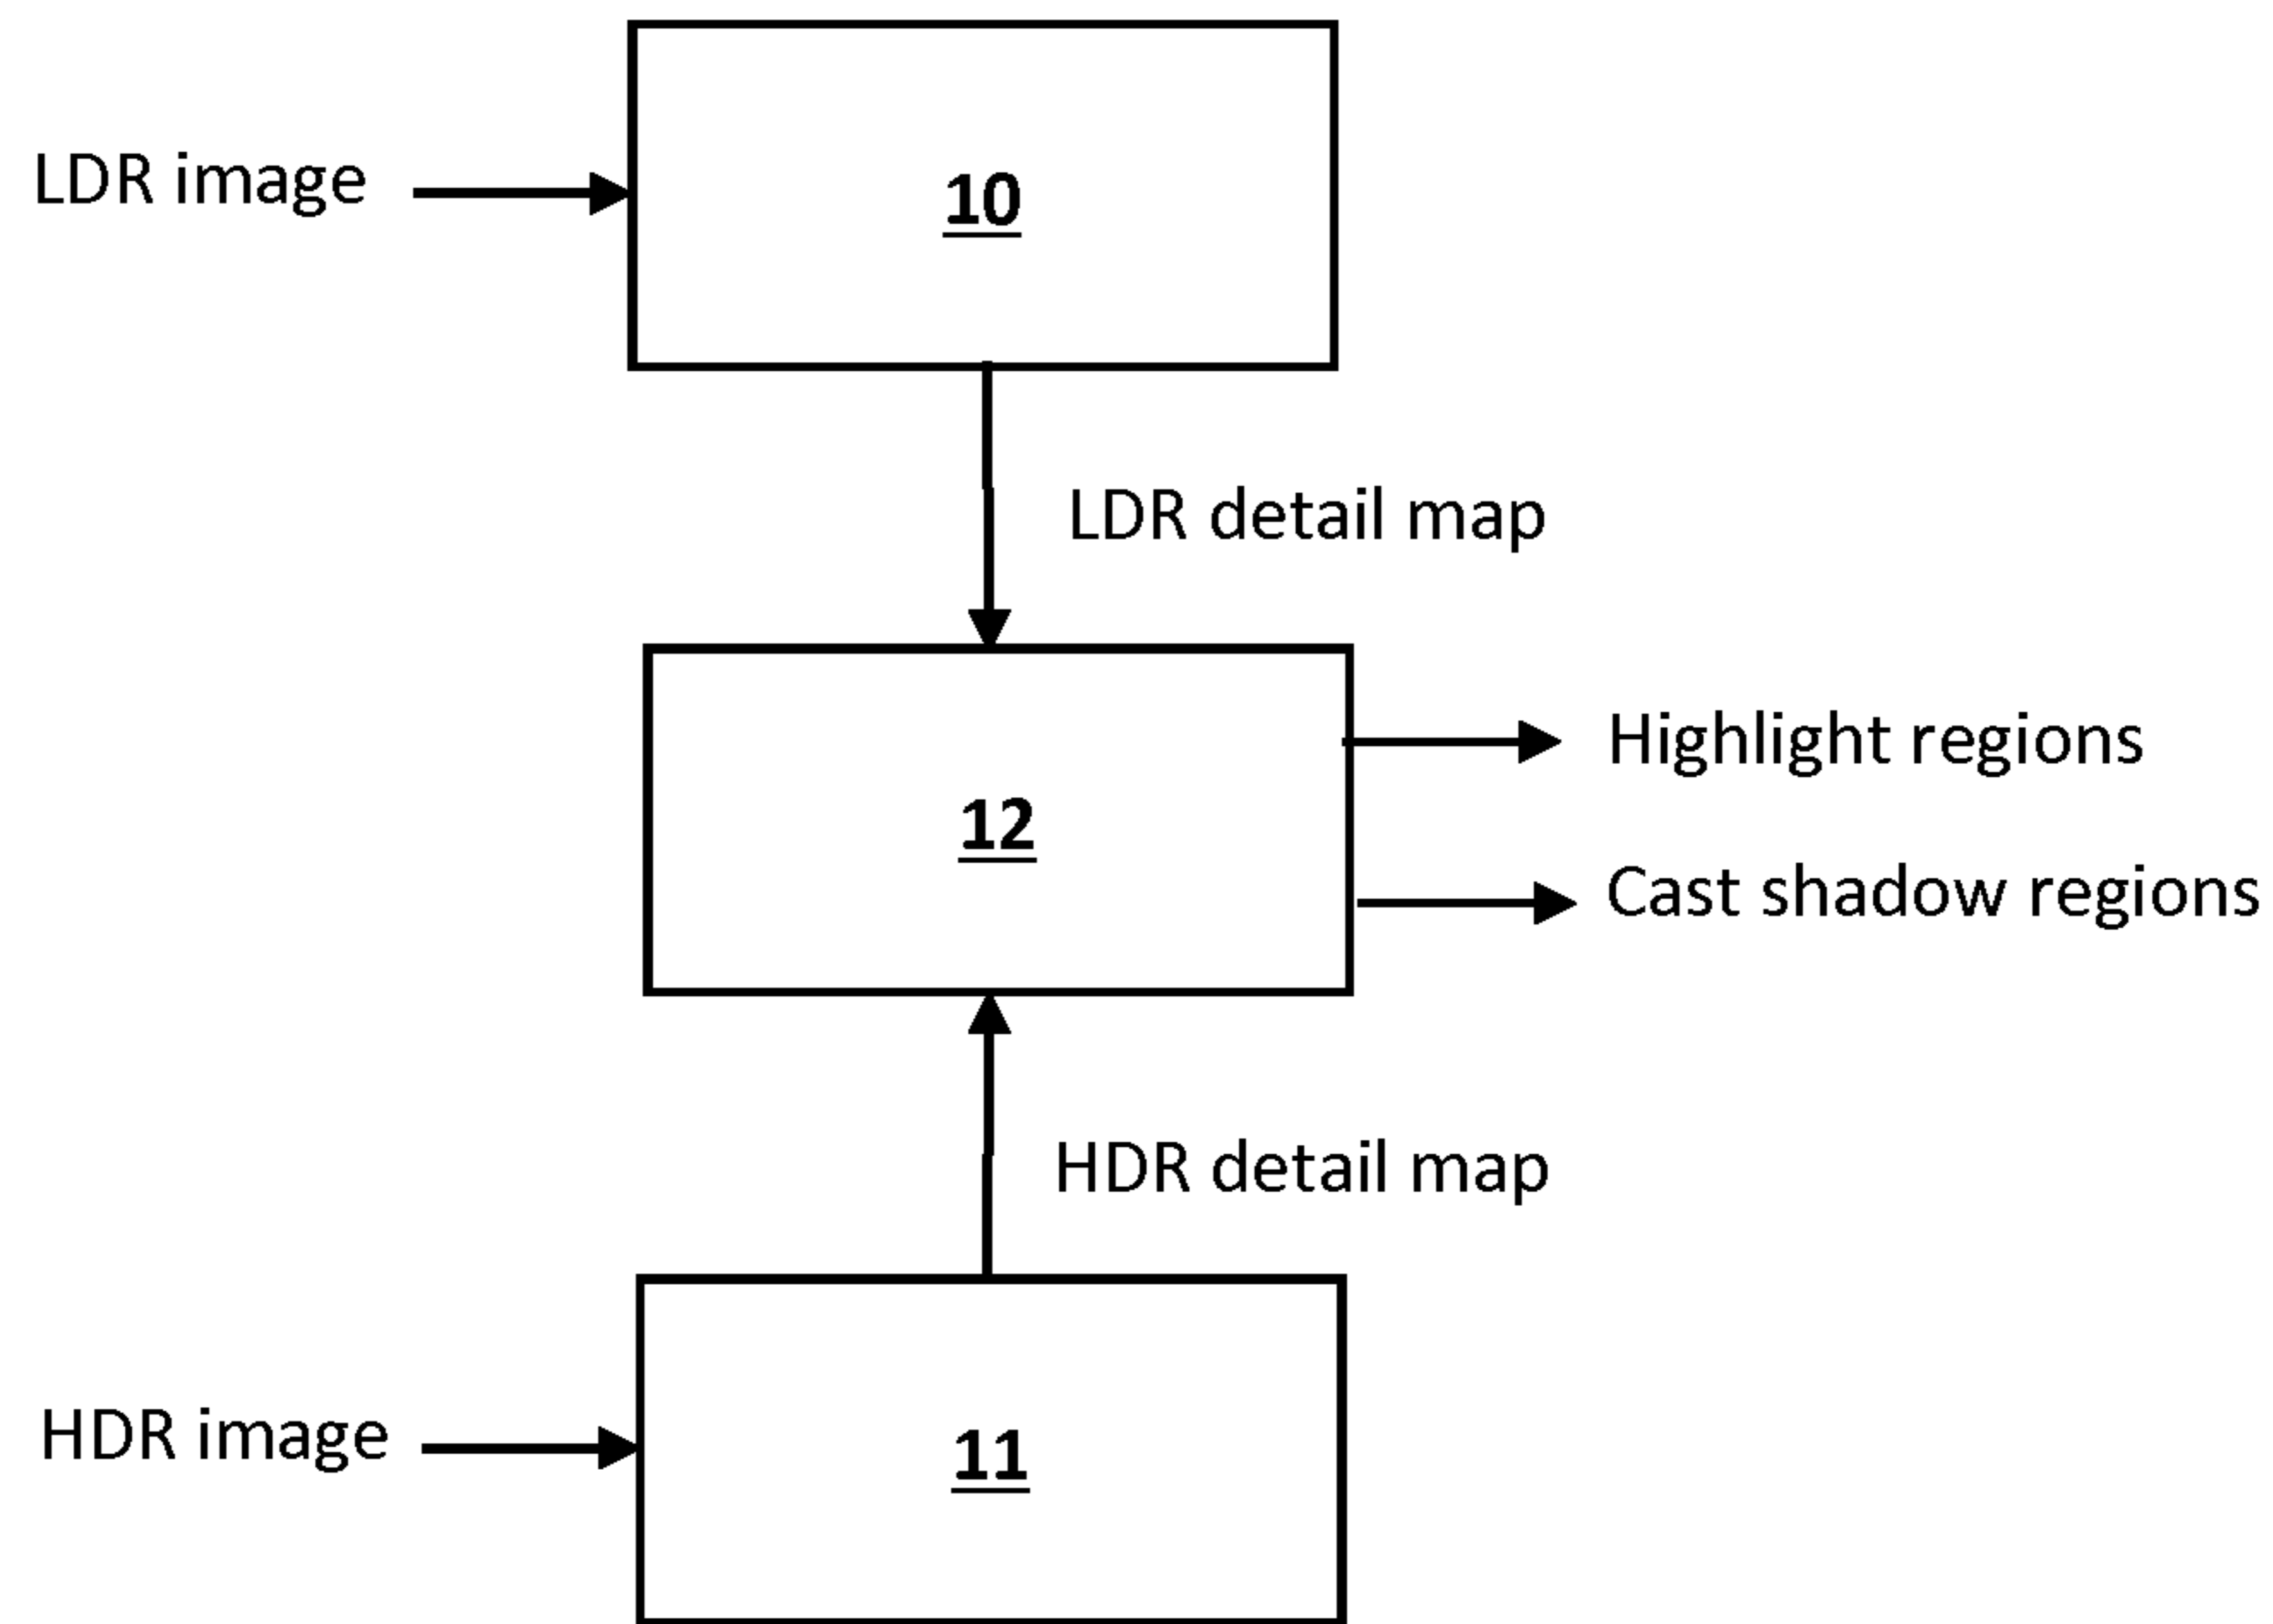 LDR image
10
LDR detail map
12
Highlight regions
Cast shadow regions
HDR detail map
HDR image
11